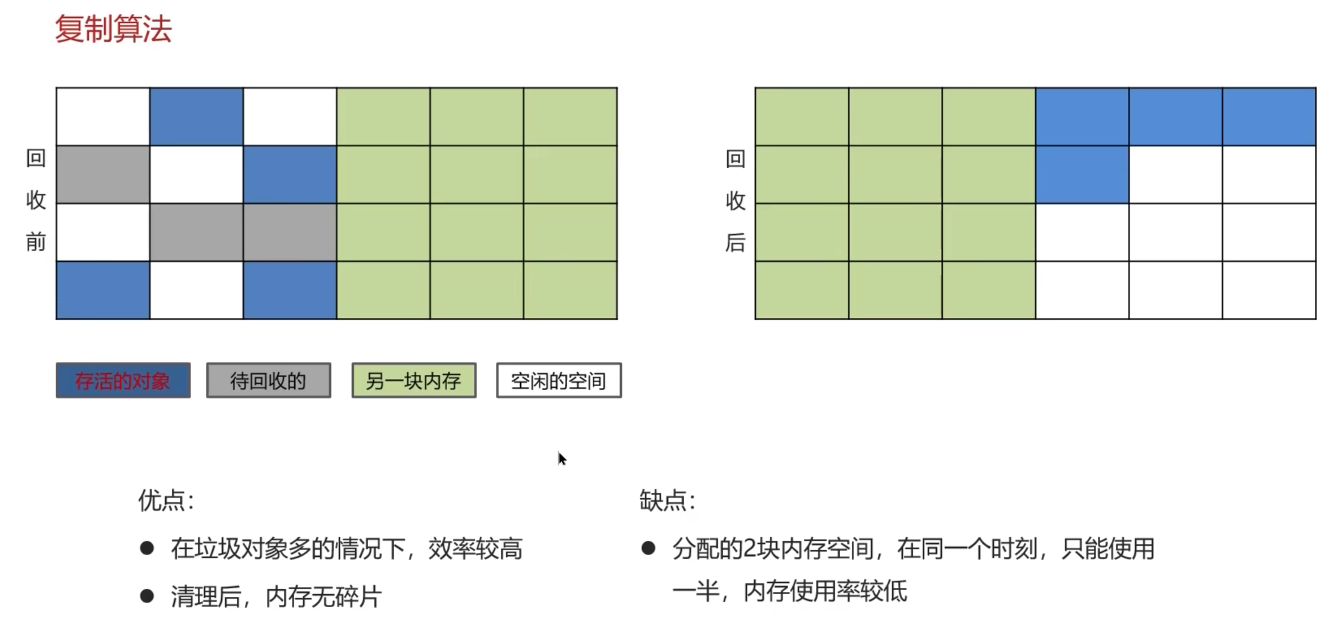 复制算法
回收前
回收后
存活的对象
待回收的
另一块内存
空闲的空间
优点：
● 在垃圾对象多的情况下，效率较高
● 清理后，内存无碎片
缺点：
● 分配的2块内存空间，在同一个时刻，只能使用
一半，内存使用率较低